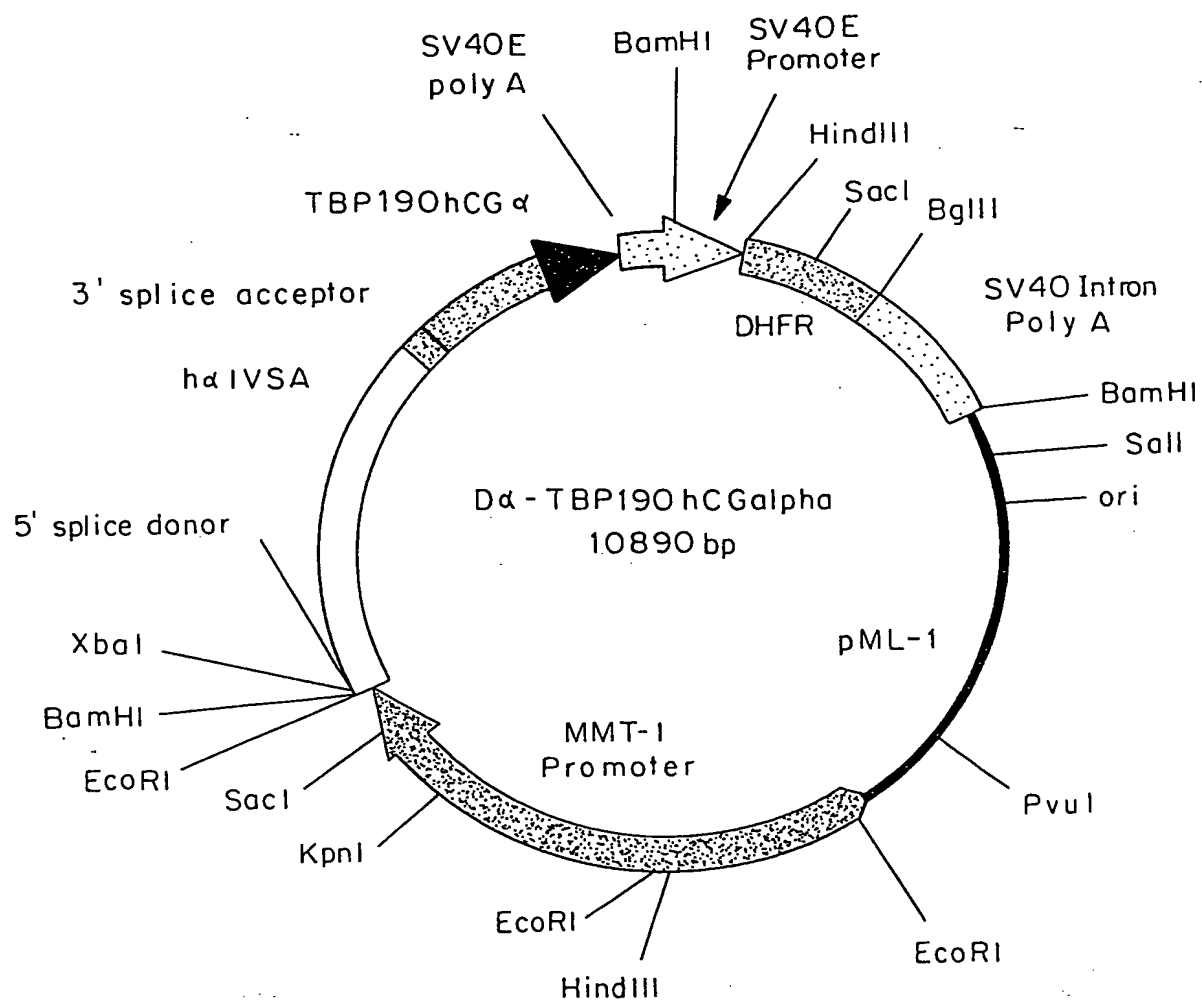 SV40E
poly A
BamHI
SV40E
Promoter
HindIII
SacI
BglII
TBP190hCG α
3' splice acceptor
SV40 Intron
Poly A
DHFR
hα IVSA
BamHI
SalI
ori
Dα - TBP190 hCGalpha
10890 bp
5' splice donor
XbaI
pML-1
BamHI
EcoRI
MMT-1
Promoter
SacI
PvuI
KpnI
EcoRI
EcoRI
HindIII